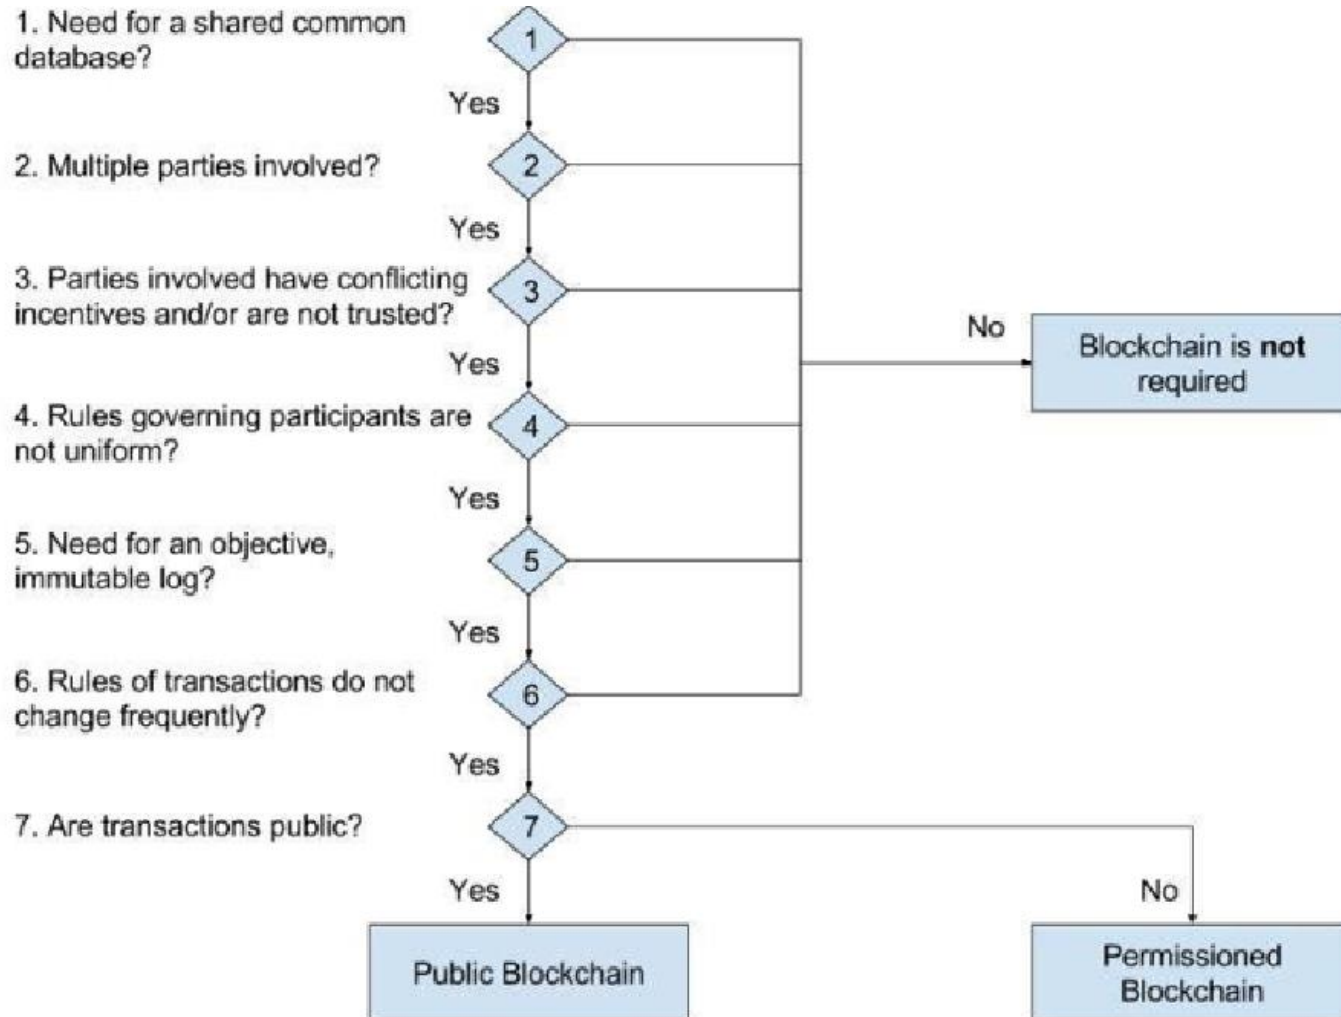 1. Need for a shared common
database?
1
Yes
2. Multiple parties involved?
2
Yes
3. Parties involved have conflicting
incentives and/or are not trusted?
3
Yes
No
Blockchain is not
required
4. Rules governing participants are
not uniform?
4
Yes
5. Need for an objective,
immutable log?
5
Yes
6. Rules of transactions do not
change frequently?
6
Yes
7. Are transactions public?
7
Yes
No
Public Blockchain
Permissioned
Blockchain